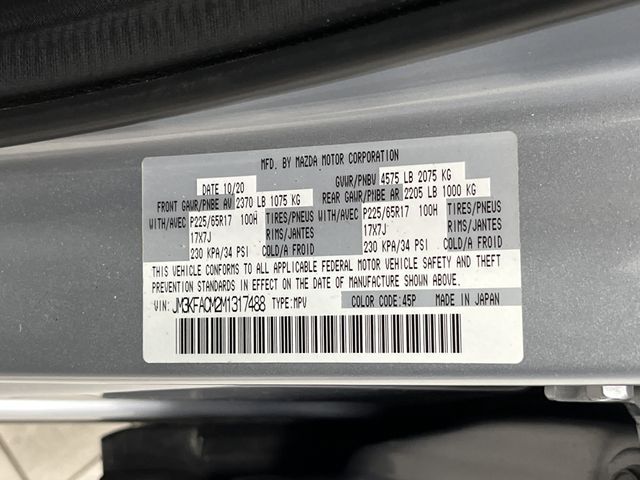 MFD. BY MAZDA MOTOR CORPORATION
DATE 10/20 GVWR/PNBV 4575 LB 2075 KG
FRONT GAWR/PNBE AV 2370 LB 1075 KG REAR GAWR/PNBE AR 2205 LB 1000 KG
WITH/AVEC P225/65R17 100H TIRES/PNEUS WITH/AVEC P225/65R17 100H TIRES/PNEUS
17X7J RIMS/JANTES 17X7J RIMS/JANTES
230 KPA/34 PSI COLD/A FROID 230 KPA/34 PSI COLD/A FROID
THIS VEHICLE CONFORMS TO ALL APPLICABLE FEDERAL MOTOR VEHICLE SAFETY AND THEFT
PREVENTION STANDARDS IN EFFECT ON THE DATE OF MANUFACTURE SHOWN ABOVE.
VIN: JM3KFACM2M1317488 TYPE:MPV COLOR CODE:45P MADE IN JAPAN